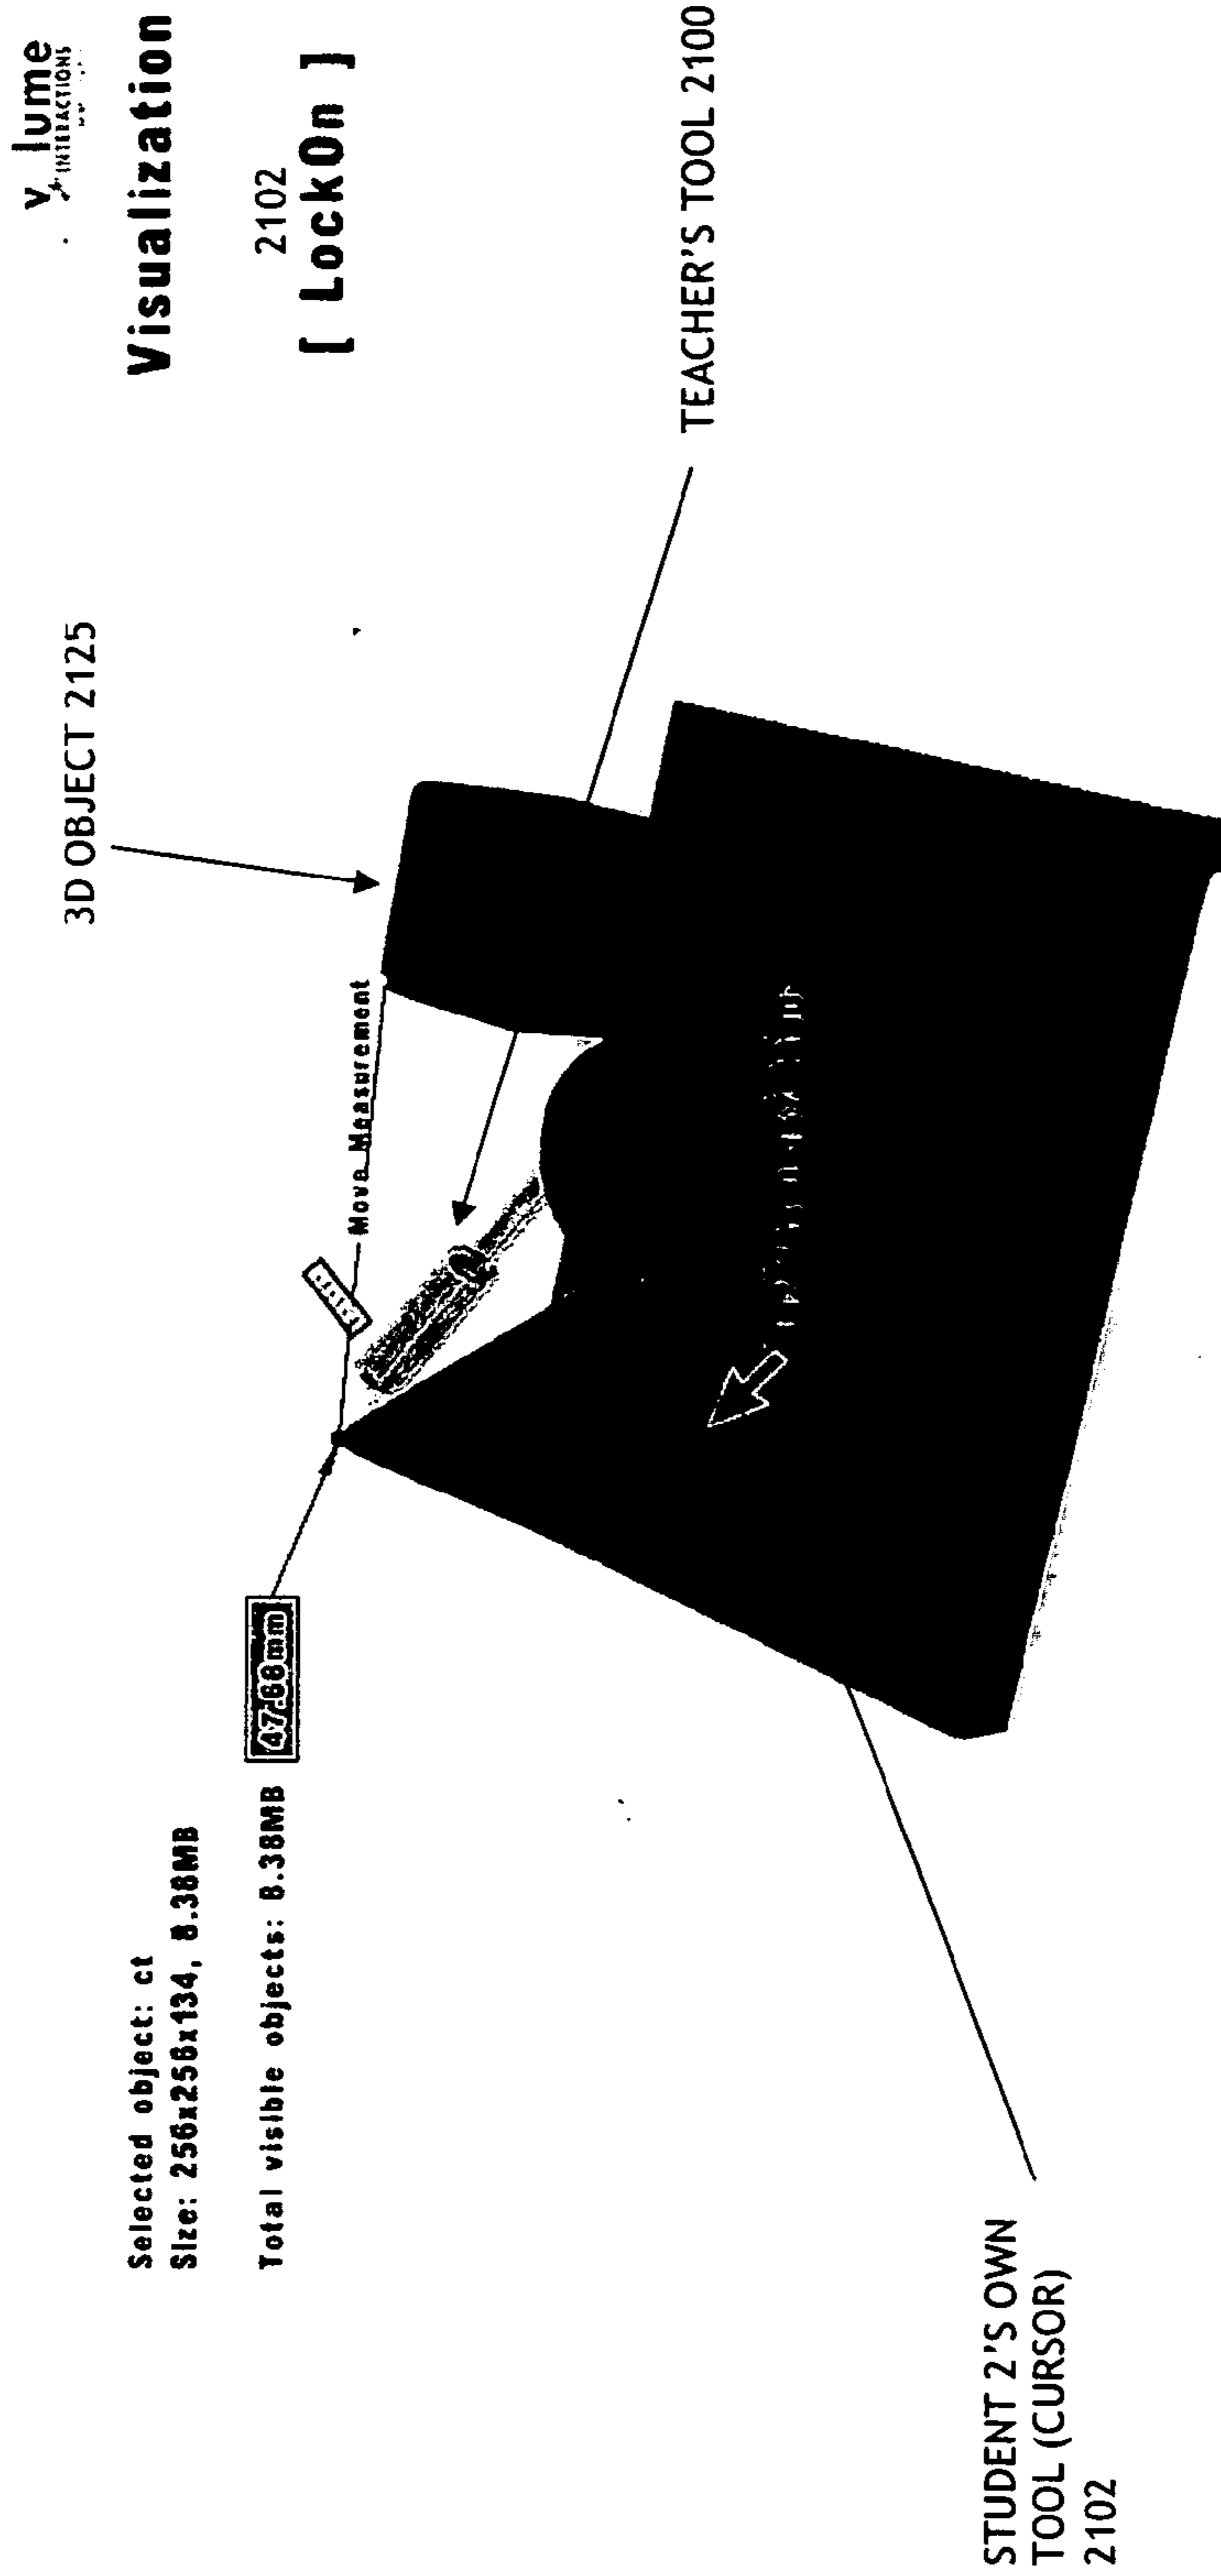 Selected object: ct
Size: 256x256x134, 8.38MB
Total visible objects: 8.38MB
47.68mm
Move Measurement
3D OBJECT 2125
lume
INTERACTIONS
Visualization
2102
[ LockOn ]
TEACHER'S TOOL 2100
STUDENT 2'S OWN
TOOL (CURSOR)
2102